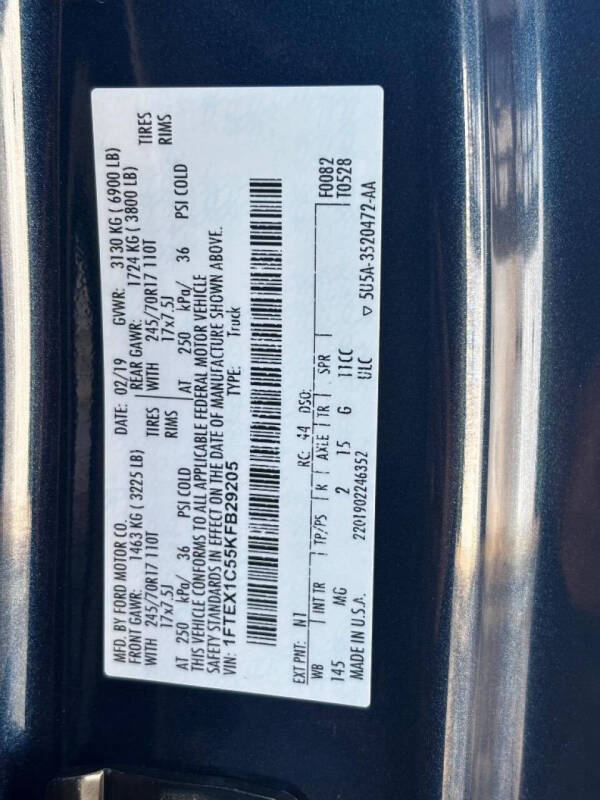 MFD. BY FORD MOTOR CO. DATE: 02/19 GVWR: 3130 KG ( 6900 LB)
FRONT GAWR: 1463 KG ( 3225 LB) REAR GAWR: 1724 KG ( 3800 LB)
WITH 245/70R17 110T TIRES WITH 245/70R17 110T TIRES
17x7.5J RIMS 17x7.5J RIMS
AT 250 kPa/ 36 PSI COLD AT 250 kPa/ 36 PSI COLD
THIS VEHICLE CONFORMS TO ALL APPLICABLE FEDERAL MOTOR VEHICLE
SAFETY STANDARDS IN EFFECT ON THE DATE OF MANUFACTURE SHOWN ABOVE.
VIN: 1FTEX1C55KFB29205 TYPE: Truck
EXT PNT: N1 RC: 44 DSO: F0082
WB INT TR TP/PS R AXLE TR SPR T0528
145 MG 2 15 G 11CC
MADE IN U.S.A. 2201902246352 ULC ▽ 5U5A-3520472-AA